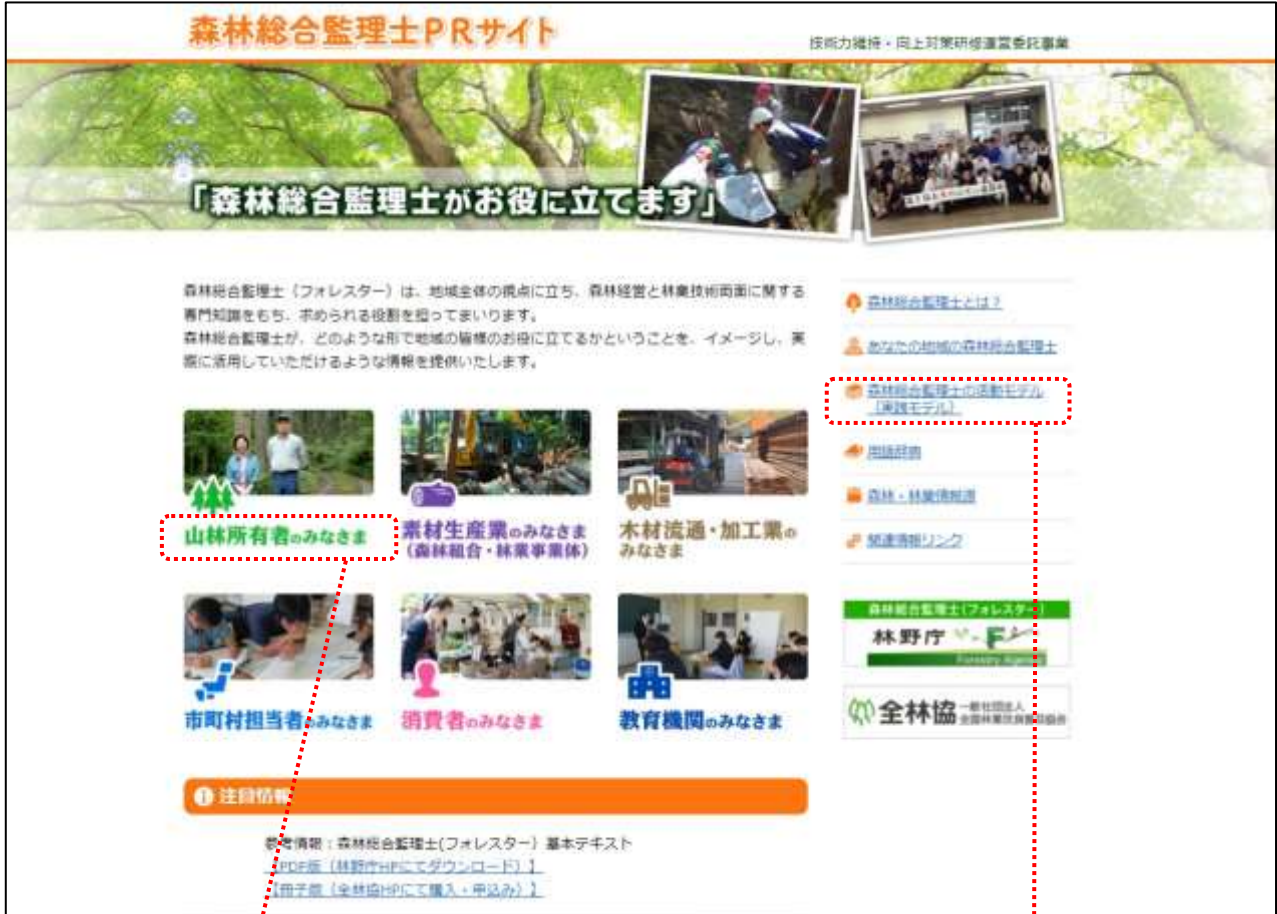 森林総合監理士PRサイト
技術力維持・向上対策研修運営委託事業
「森林総合監理士がお役に立てます」
森林総合監理士(フォレスター)は、地域全体の視点に立ち、森林経営と林業技術両面に関する
専門知識をもち、求められる役割を担ってまいります。
森林総合監理士が、どのような形で地域の皆様のお役に立てるかということを、イメージし、実
際に活用していただけるような情報を提供いたします。
山林所有者のみなさま
素材生産業のみなさま
(森林組合・林業事業体)
木材流通・加工業の
みなさま
市町村担当者のみなさま
消費者のみなさま
教育機関のみなさま
注目情報
参考情報:森林総合監理士(フォレスター)基本テキスト
【PDF版(林野庁HPにてダウンロード)】
【冊子版(全林協HPにて購入・申込み)】
森林総合監理士とは?
あなたの地域の森林総合監理士
森林総合監理士の活動モデル
(実践モデル)
用語辞典
森林・林業情報源
関連情報リンク
森林総合監理士(フォレスター)
林野庁
Forestry Agency
全林協
一般社団法人
全国林業改良普及協会